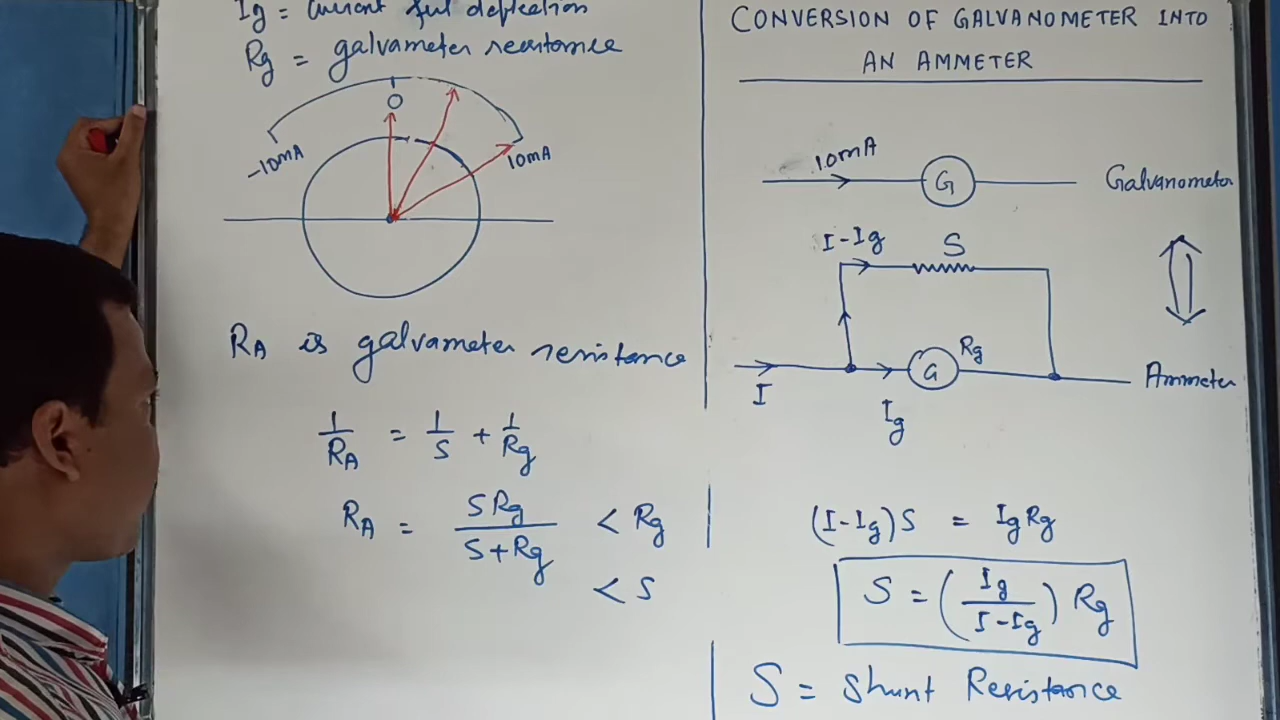 Ig = Current ful deflection
Rg = galvameter resistance
0
-10mA
10mA
RA is galvameter resistance
1/RA = 1/S + 1/Rg
RA = SRg/S+Rg < Rg
< S
CONVERSION OF GALVANOMETER INTO
AN AMMETER
10mA
G
Galvanometer
I-Ig
S
I
Ig
G
Rg
Ammeter
(I-Ig)S = IgRg
S = (Ig/I-Ig) Rg
S = Shunt Resistance